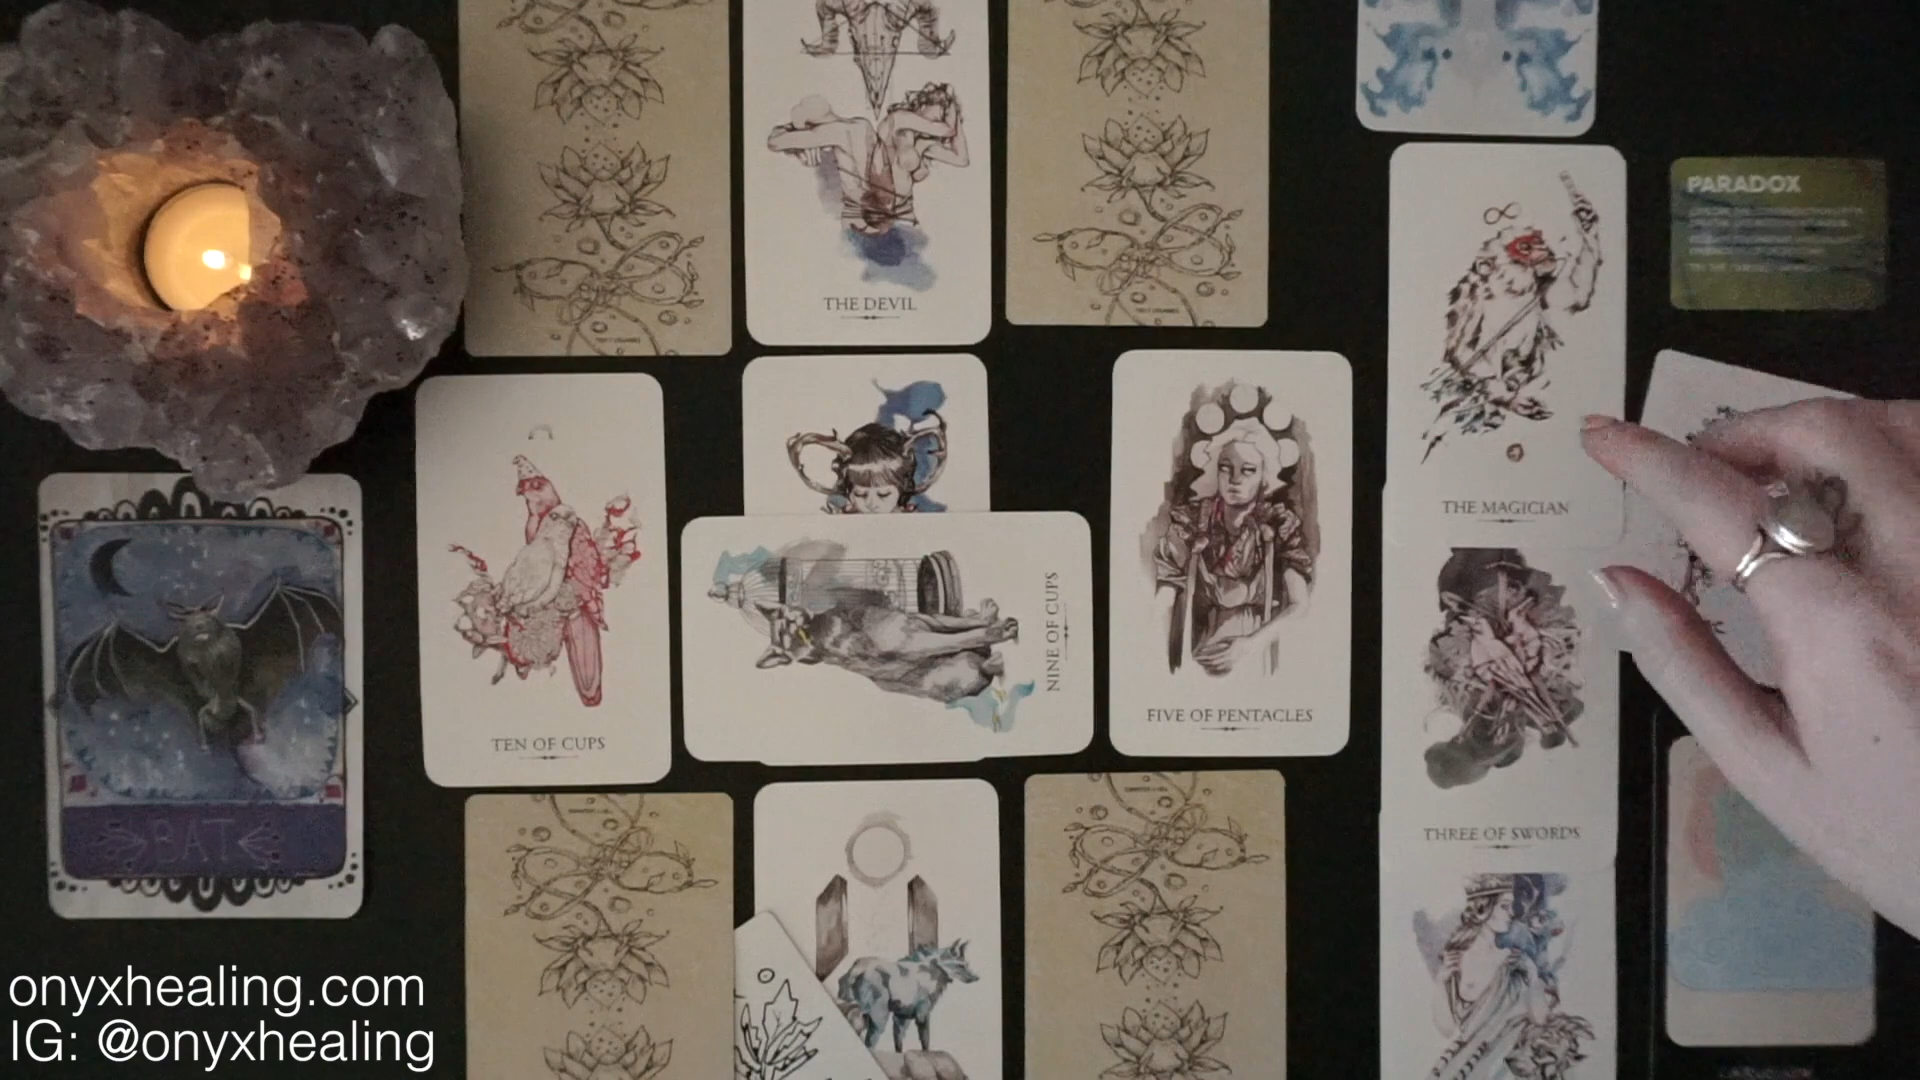 THE DEVIL
PARADOX
THE MAGICIAN
NINE OF CUPS
FIVE OF PENTACLES
TEN OF CUPS
THREE OF SWORDS
BAT
onyxhealing.com
IG: @onyxhealing